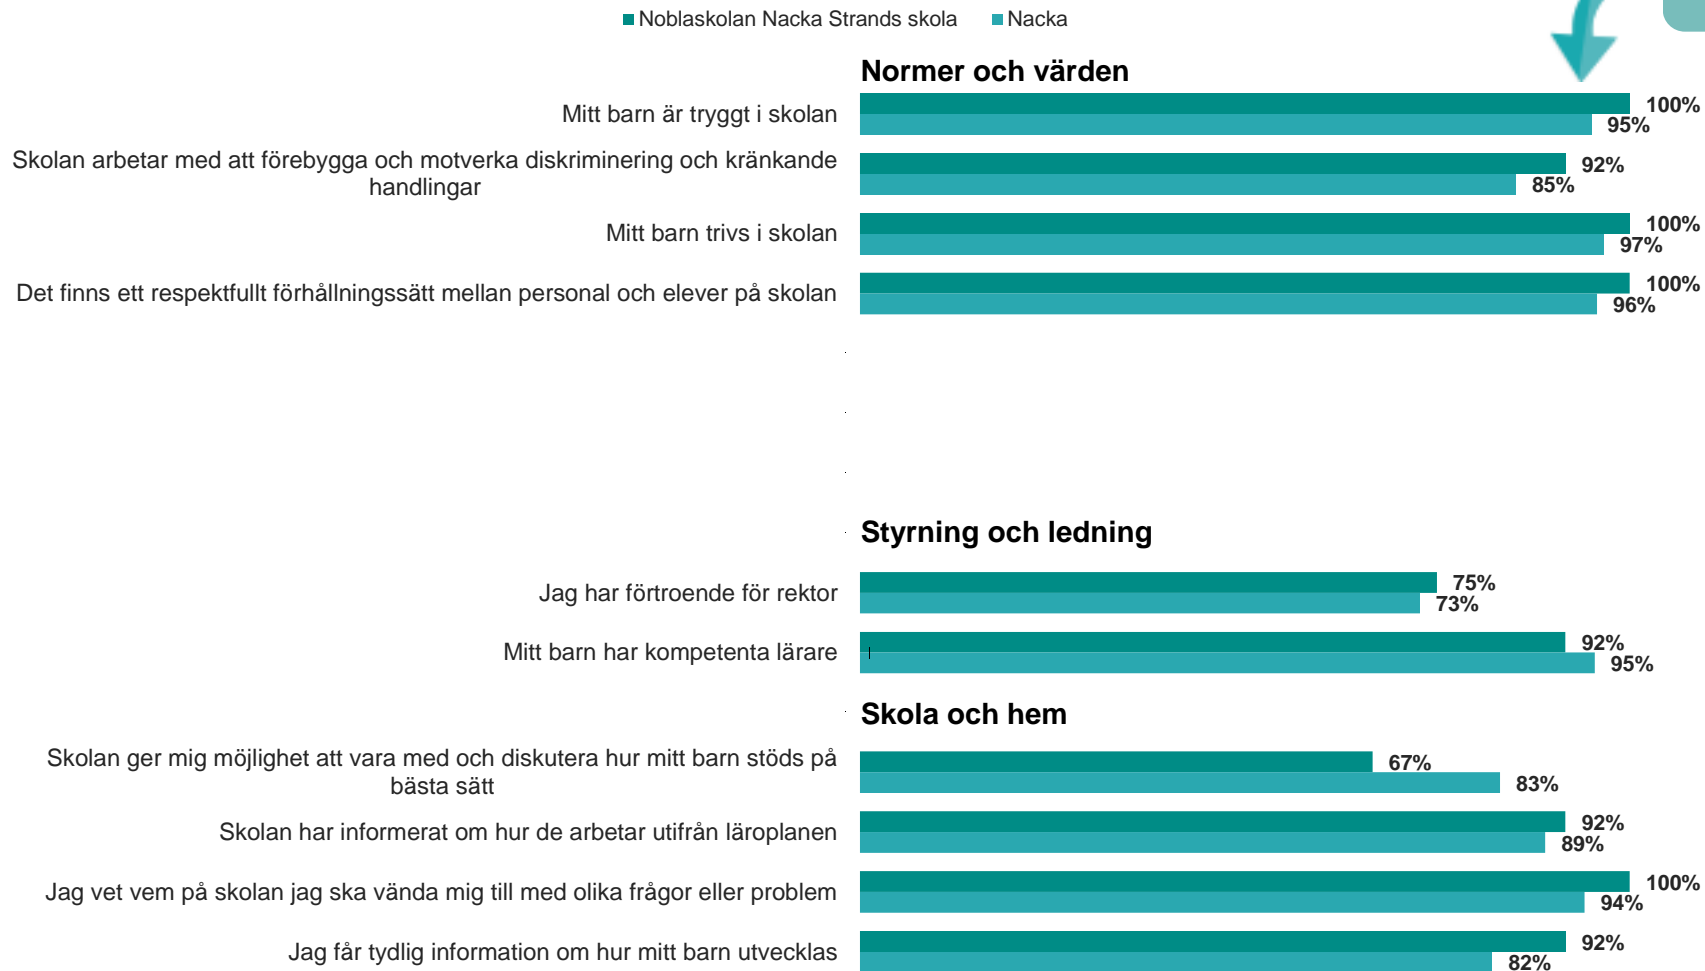 Noblaskolan Nacka Strands skola Nacka
Normer och värden
Mitt barn är tryggt i skolan
100%
95%
Skolan arbetar med att förebygga och motverka diskriminering och kränkande
handlingar
92%
85%
Mitt barn trivs i skolan
100%
97%
Det finns ett respektfullt förhållningssätt mellan personal och elever på skolan
100%
96%
Styrning och ledning
Jag har förtroende för rektor
75%
73%
Mitt barn har kompetenta lärare
92%
95%
Skola och hem
Skolan ger mig möjlighet att vara med och diskutera hur mitt barn stöds på
bästa sätt
67%
83%
Skolan har informerat om hur de arbetar utifrån läroplanen
92%
89%
Jag vet vem på skolan jag ska vända mig till med olika frågor eller problem
100%
94%
Jag får tydlig information om hur mitt barn utvecklas
92%
82%